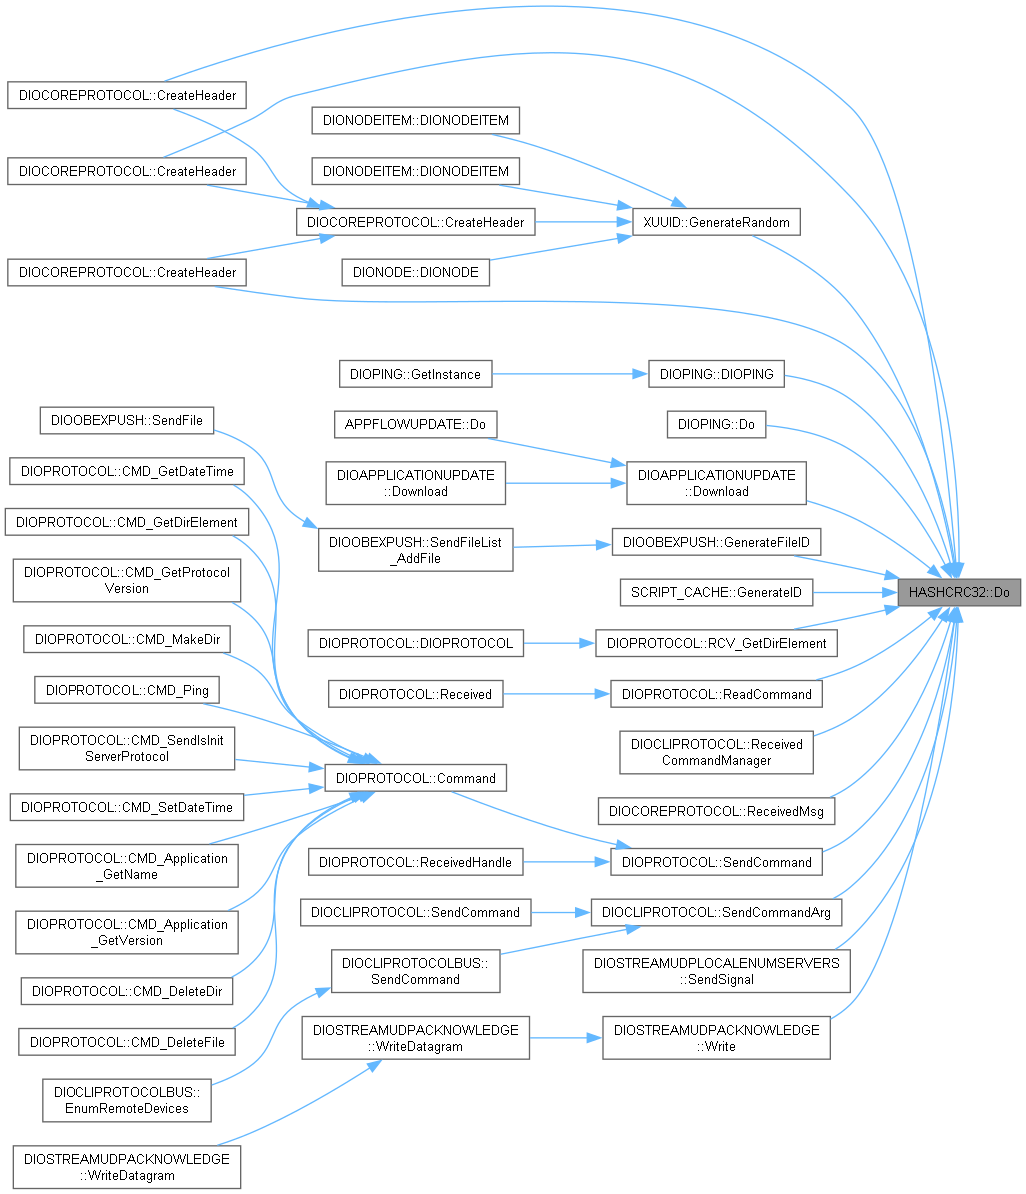 DIOCOREPROTOCOL::CreateHeader
DIOCOREPROTOCOL::CreateHeader
DIOCOREPROTOCOL::CreateHeader
DIOOBEXPUSH::SendFile
DIOPROTOCOL::CMD_GetDateTime
DIOPROTOCOL::CMD_GetDirElement
DIOPROTOCOL::CMD_GetProtocol
Version
DIOPROTOCOL::CMD_MakeDir
DIOPROTOCOL::CMD_Ping
DIOPROTOCOL::CMD_SendIsInit
ServerProtocol
DIOPROTOCOL::CMD_SetDateTime
DIOPROTOCOL::CMD_Application
_GetName
DIOPROTOCOL::CMD_Application
_GetVersion
DIOPROTOCOL::CMD_DeleteDir
DIOPROTOCOL::CMD_DeleteFile
DIOCLIPROTOCOLBUS::
EnumRemoteDevices
DIOSTREAMUDPACKNOWLEDGE
::WriteDatagram
DIONODEITEM::DIONODEITEM
DIONODEITEM::DIONODEITEM
DIOCOREPROTOCOL::CreateHeader
DIONODE::DIONODE
DIOPING::GetInstance
APPFLOWUPDATE::Do
DIOAPPLICATIONUPDATE
::Download
DIOOBEXPUSH::SendFileList
_AddFile
DIOPROTOCOL::DIOPROTOCOL
DIOPROTOCOL::Received
DIOPROTOCOL::Command
DIOPROTOCOL::ReceivedHandle
DIOCLIPROTOCOL::SendCommand
DIOCLIPROTOCOLBUS::
SendCommand
DIOSTREAMUDPACKNOWLEDGE
::WriteDatagram
XUUID::GenerateRandom
DIOPING::DIOPING
DIOPING::Do
DIOAPPLICATIONUPDATE
::Download
DIOOBEXPUSH::GenerateFileID
SCRIPT_CACHE::GenerateID
DIOPROTOCOL::RCV_GetDirElement
DIOPROTOCOL::ReadCommand
DIOCLIPROTOCOL::Received
CommandManager
DIOCOREPROTOCOL::ReceivedMsg
DIOPROTOCOL::SendCommand
DIOCLIPROTOCOL::SendCommandArg
DIOSTREAMUDPLOCALENUMSERVERS
::SendSignal
DIOSTREAMUDPACKNOWLEDGE
::Write
HASHCRC32::Do